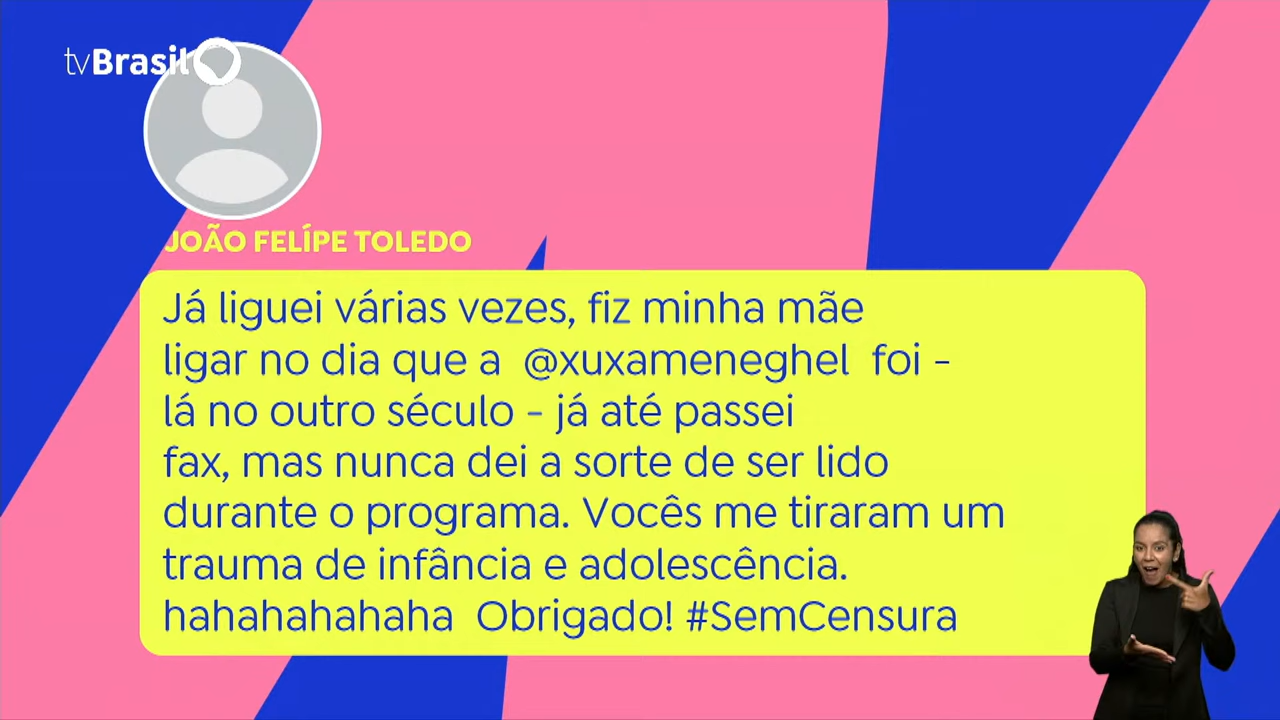 tvBrasil
JOÃO FELÍPE TOLEDO
Já liguei várias vezes, fiz minha mãe
ligar no dia que a @xuxameneghel foi -
lá no outro século - já até passei
fax, mas nunca dei a sorte de ser lido
durante o programa. Vocês me tiraram um
trauma de infância e adolescência.
hahahahahaha Obrigado! #SemCensura